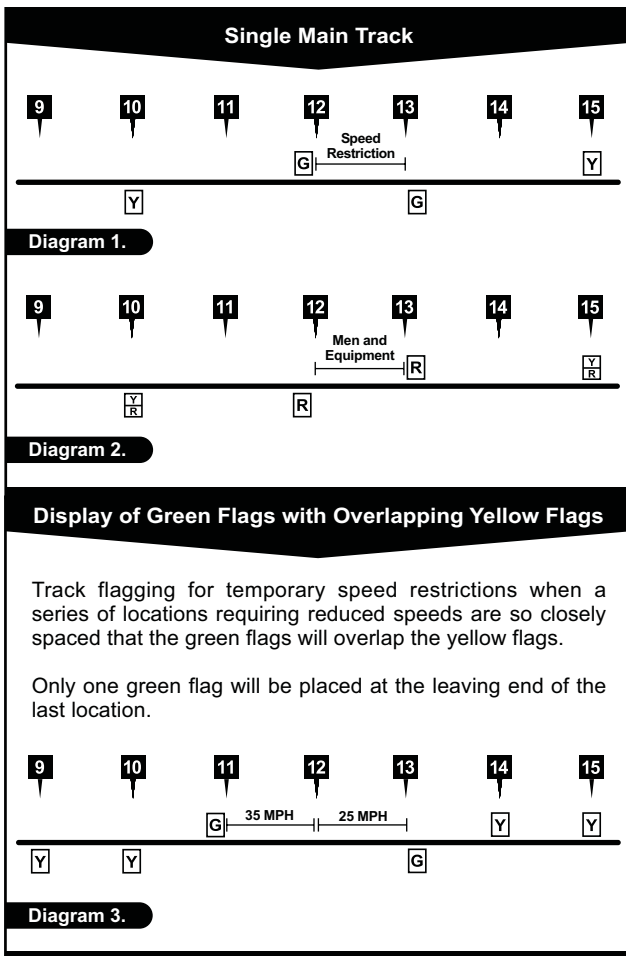 Single Main Track
9 10 11 12 13 14 15
Speed
Restriction
G Y
Y G
Diagram 1.
9 10 11 12 13 14 15
Men and
Equipment
R Y
R
Y
R R
Diagram 2.
Display of Green Flags with Overlapping Yellow Flags
Track flagging for temporary speed restrictions when a
series of locations requiring reduced speeds are so closely
spaced that the green flags will overlap the yellow flags.
Only one green flag will be placed at the leaving end of the
last location.
9 10 11 12 13 14 15
G 35 MPH 25 MPH Y Y
Y Y G
Diagram 3.